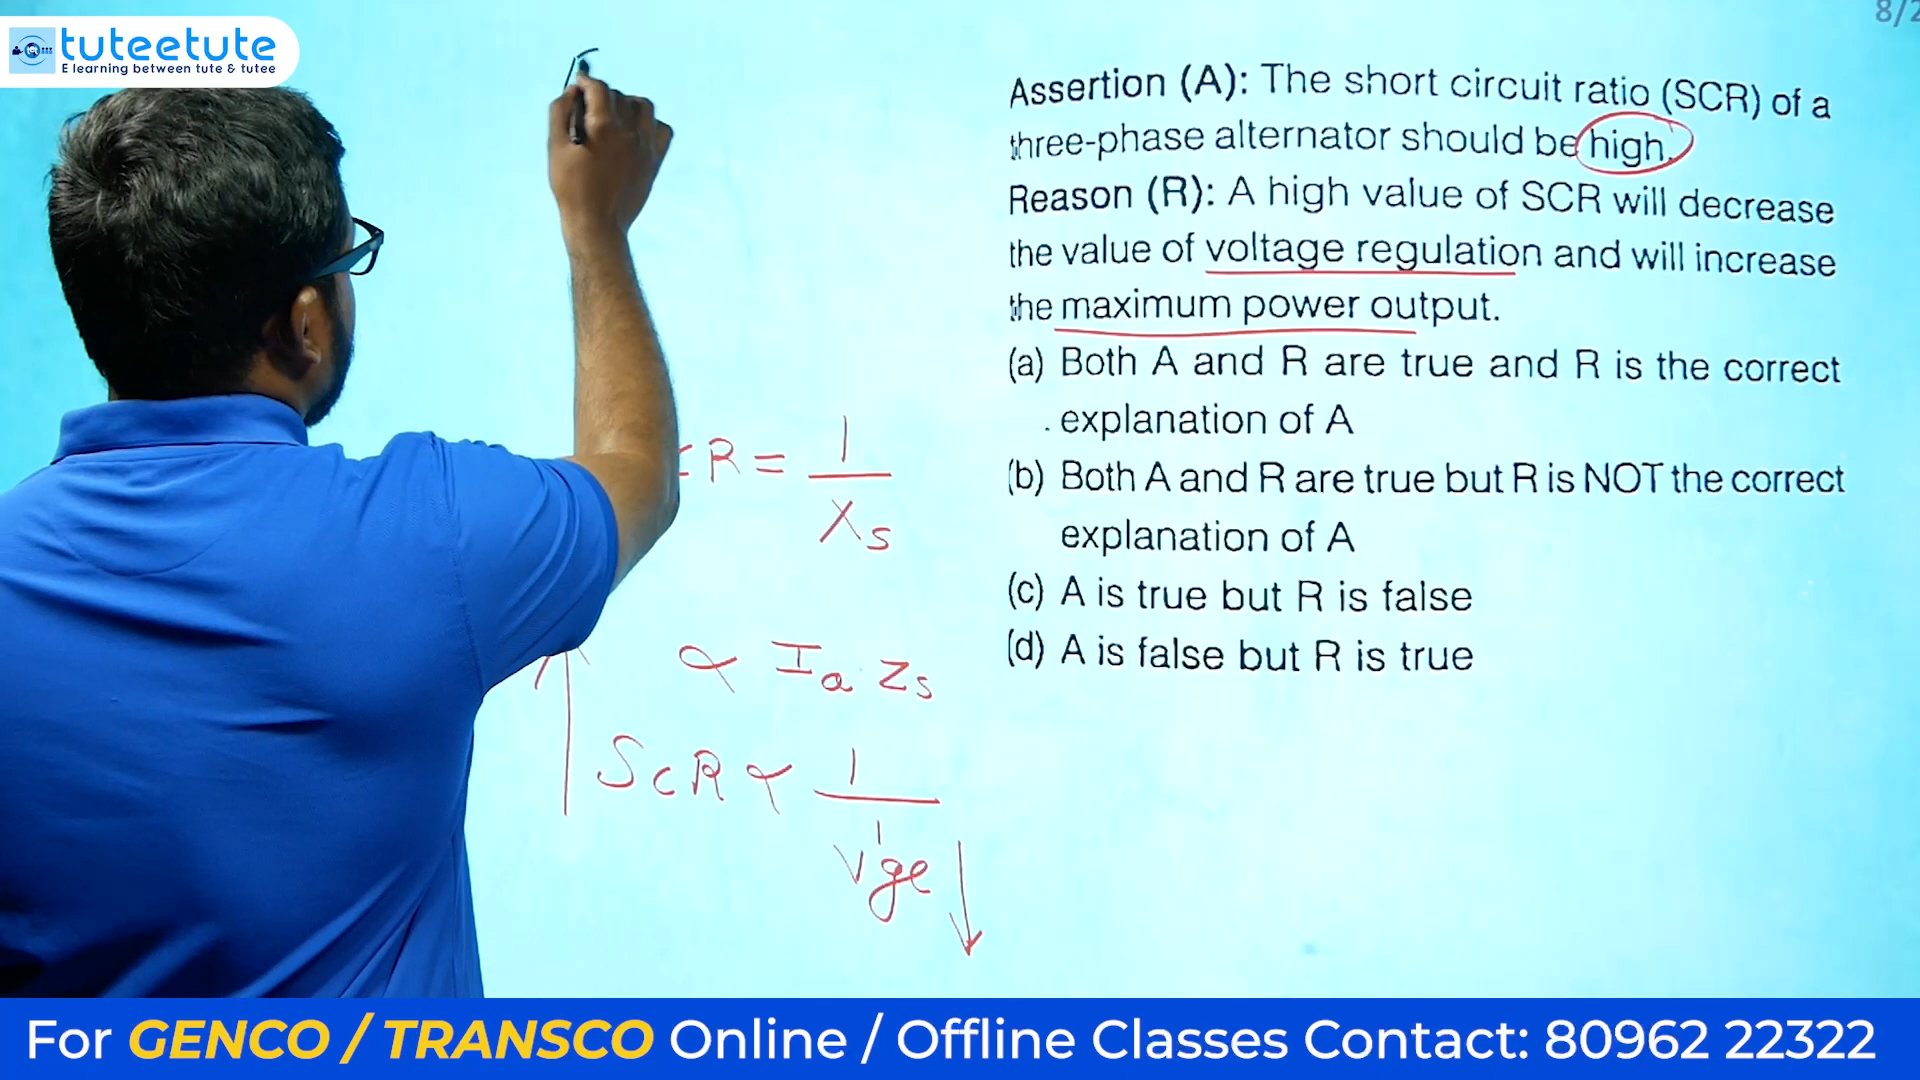 8/2
tuteetute
E learning between tute & tutee
Assertion (A): The short circuit ratio (SCR) of a
three-phase alternator should be high.
Reason (R): A high value of SCR will decrease
the value of voltage regulation and will increase
the maximum power output.
(a) Both A and R are true and R is the correct
explanation of A
(b) Both A and R are true but R is NOT the correct
explanation of A
(c) A is true but R is false
(d) A is false but R is true
CR = 1
Xs
∝ Ia Zs
SCR ∝ 1
For GENCO / TRANSCO Online / Offline Classes Contact: 80962 22322